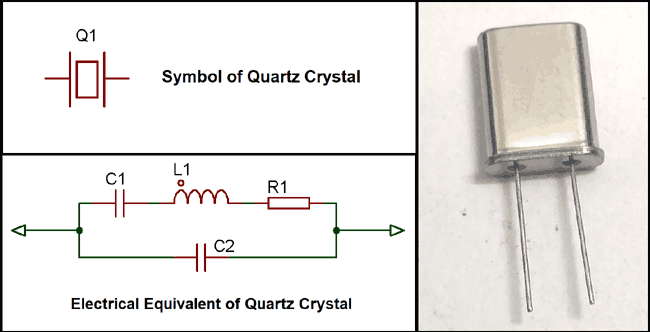 Q1
Symbol of Quartz Crystal
C1
L1
R1
C2
Electrical Equivalent of Quartz Crystal